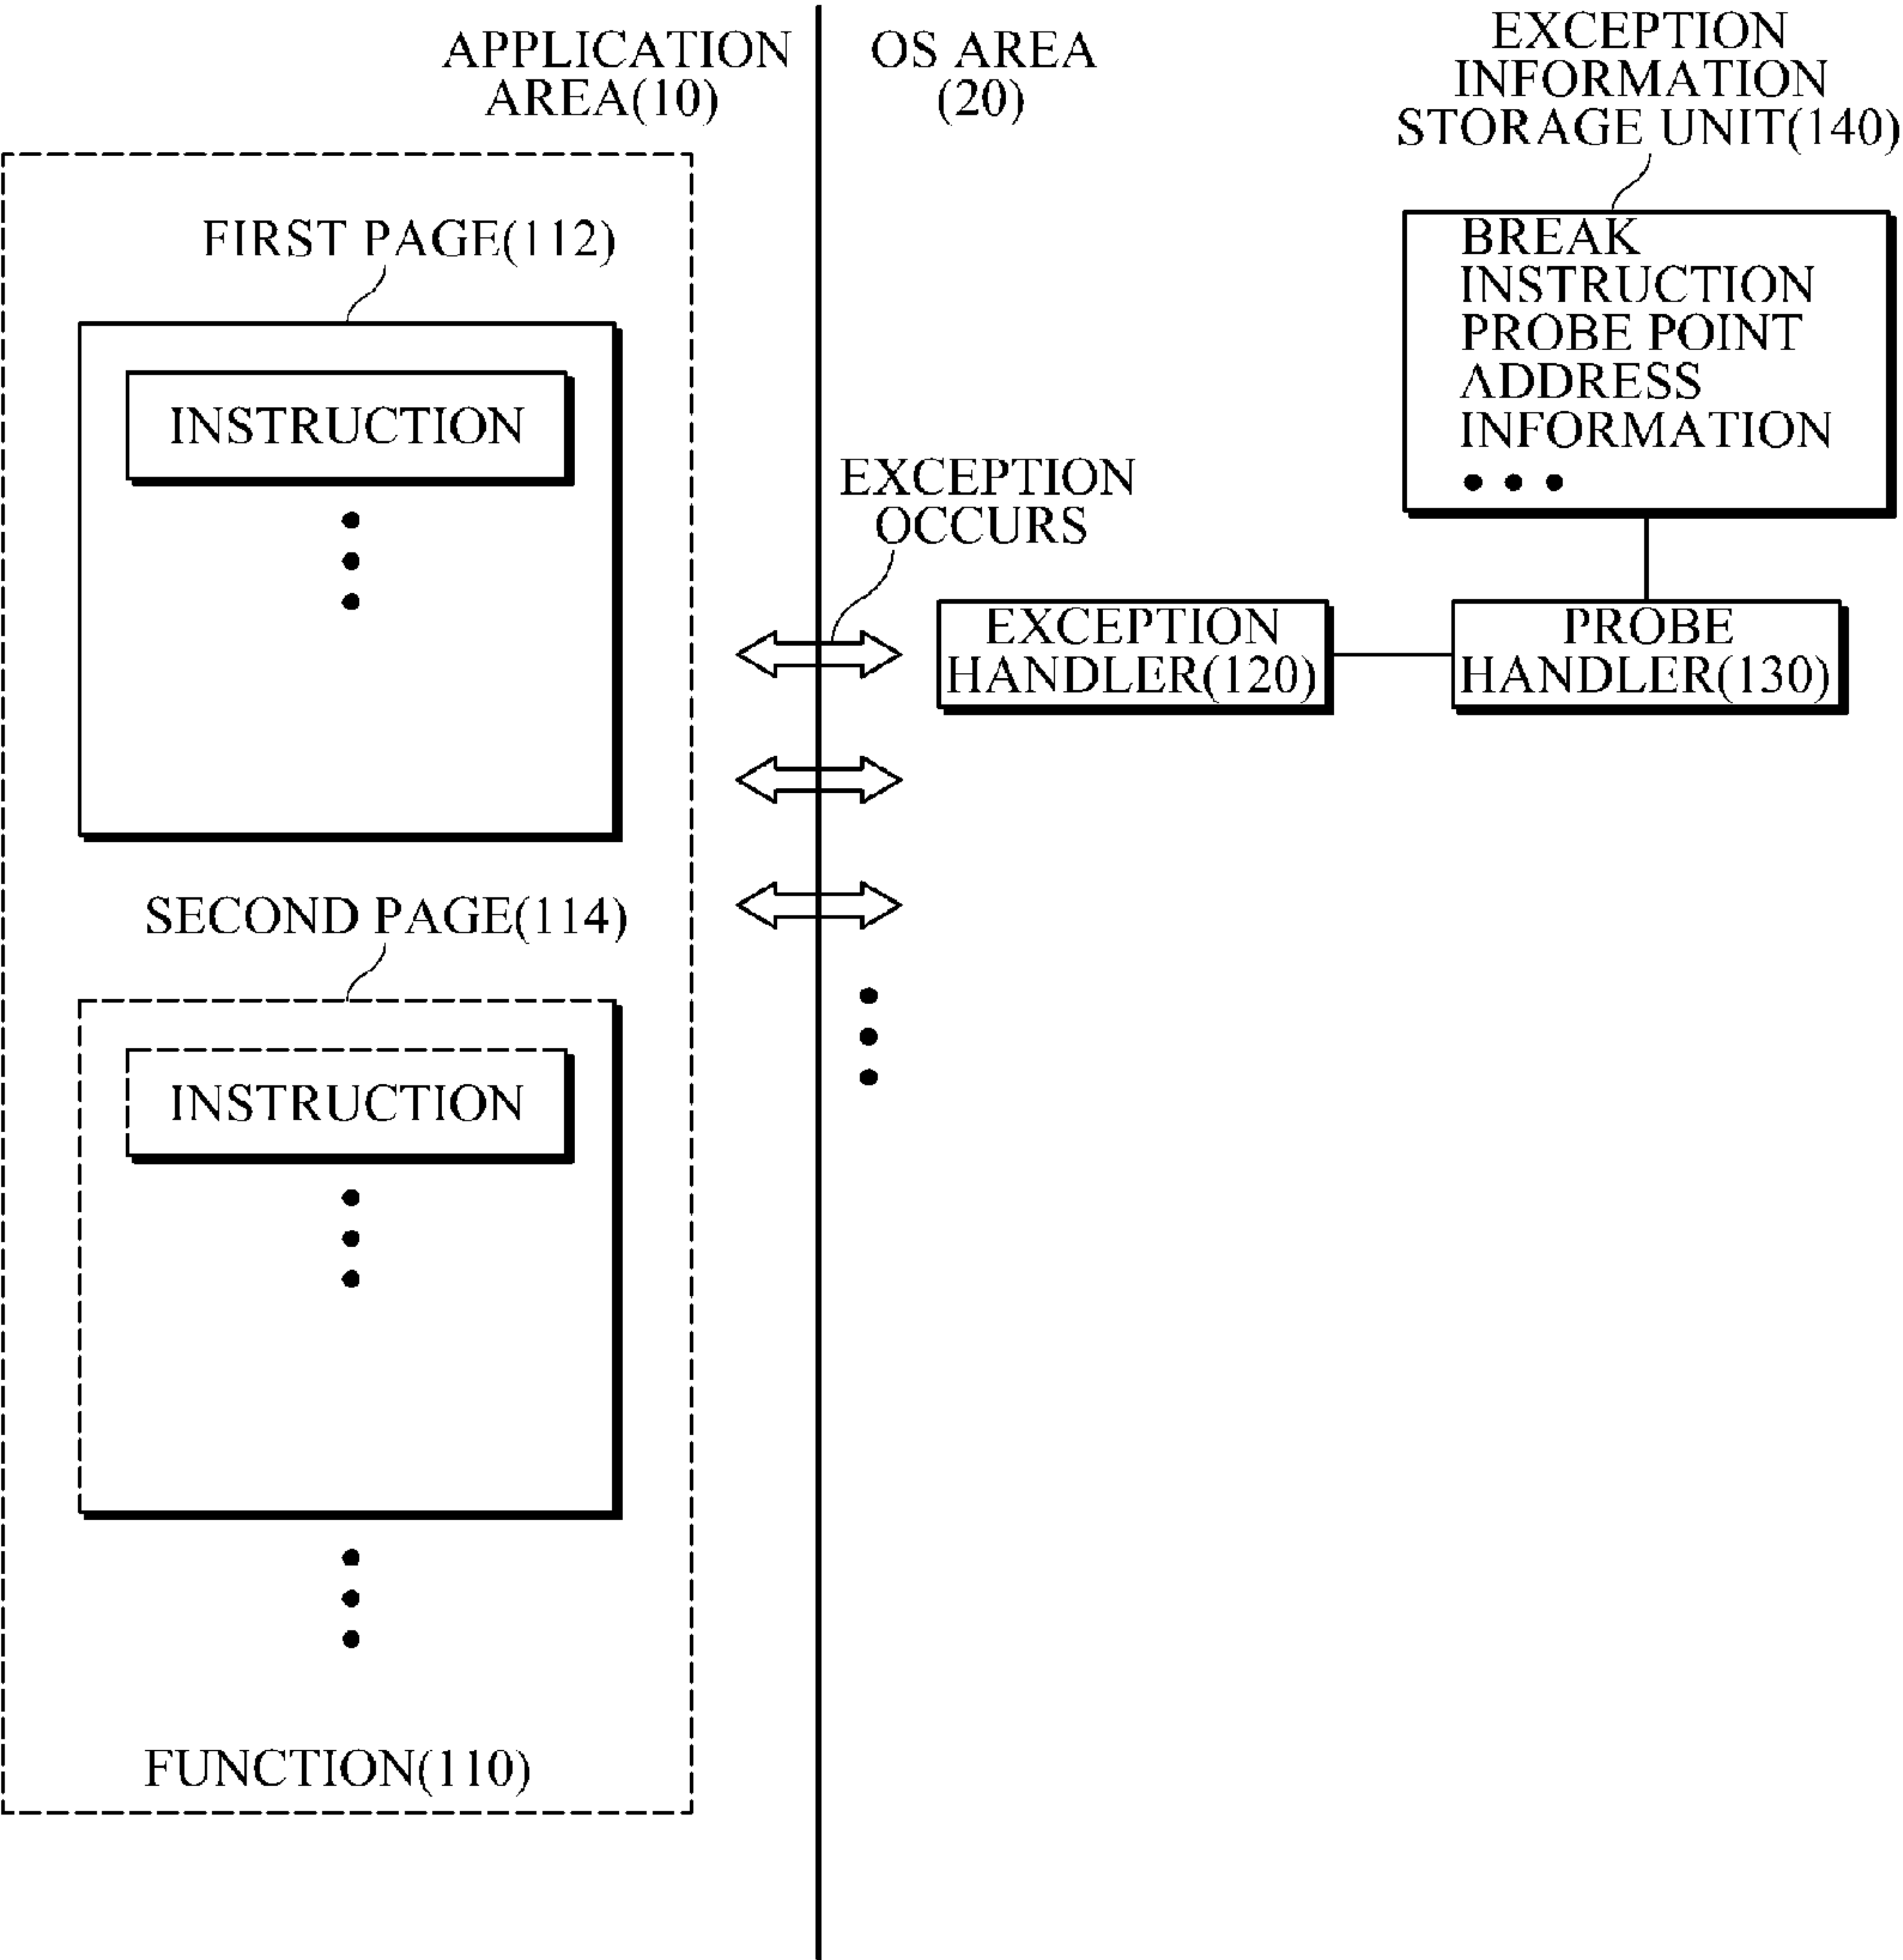 APPLICATION
AREA(10)
OS AREA
(20)
EXCEPTION
INFORMATION
STORAGE UNIT(140)
FIRST PAGE(112)
INSTRUCTION
BREAK
INSTRUCTION
PROBE POINT
ADDRESS
INFORMATION
EXCEPTION
OCCURS
EXCEPTION
HANDLER(120)
PROBE
HANDLER(130)
SECOND PAGE(114)
INSTRUCTION
FUNCTION(110)